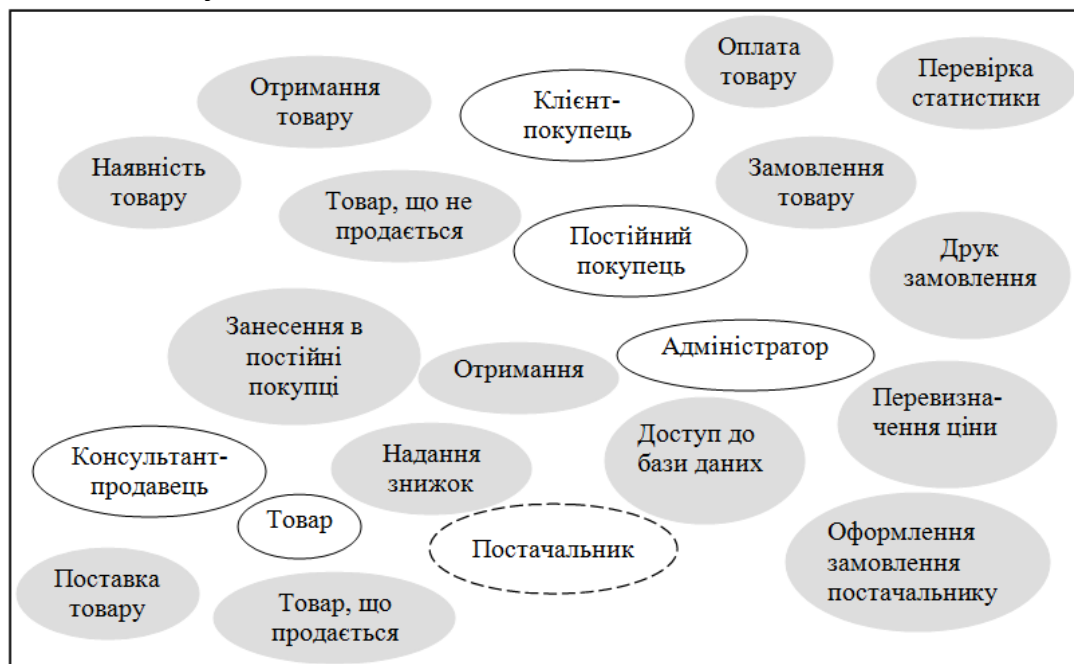 Оплата
товару
Перевірка
статистики
Отримання
товару
Клієнт-
покупець
Наявність
товару
Замовлення
товару
Товар, що не
продається
Постійний
покупець
Друк
замовлення
Занесення в
постійні
покупці
Отримання
Адміністратор
Перевизна-
чення ціни
Консультант-
продавець
Надання
знижок
Доступ до
бази даних
Товар
Постачальник
Оформлення
замовлення
постачальнику
Поставка
товару
Товар, що
продається